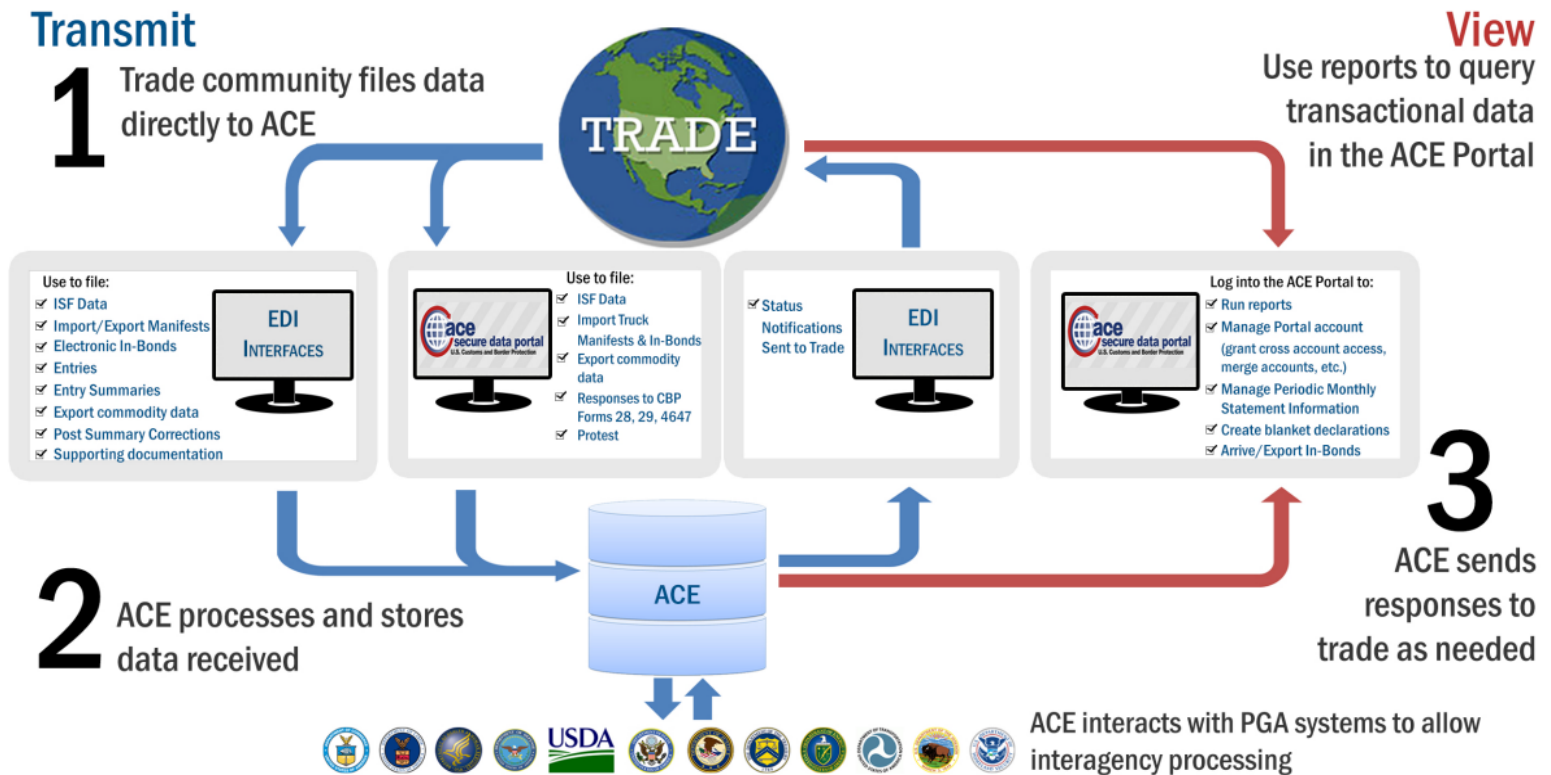 Transmit
1
Trade community files data
directly to ACE
TRADE
View
Use reports to query
transactional data
in the ACE Portal
Use to file:
ISF Data
Import/Export Manifests
Electronic In-Bonds
Entries
Entry Summaries
Export commodity data
Post Summary Corrections
Supporting documentation
EDI
INTERFACES
ace
secure data portal
U.S. Customs and Border Protection
Use to file:
ISF Data
Import Truck
Manifests & In-Bonds
Export commodity
data
Responses to CBP
Forms 28, 29, 4647
Protest
Status
Notifications
Sent to Trade
EDI
INTERFACES
ace
secure data portal
U.S. Customs and Border Protection
Log into the ACE Portal to:
Run reports
Manage Portal account
(grant cross account access,
merge accounts, etc.)
Manage Periodic Monthly
Statement Information
Create blanket declarations
Arrive/Export In-Bonds
2
ACE processes and stores
data received
ACE
3
ACE sends
responses to
trade as needed
USDA
ACE interacts with PGA systems to allow
interagency processing